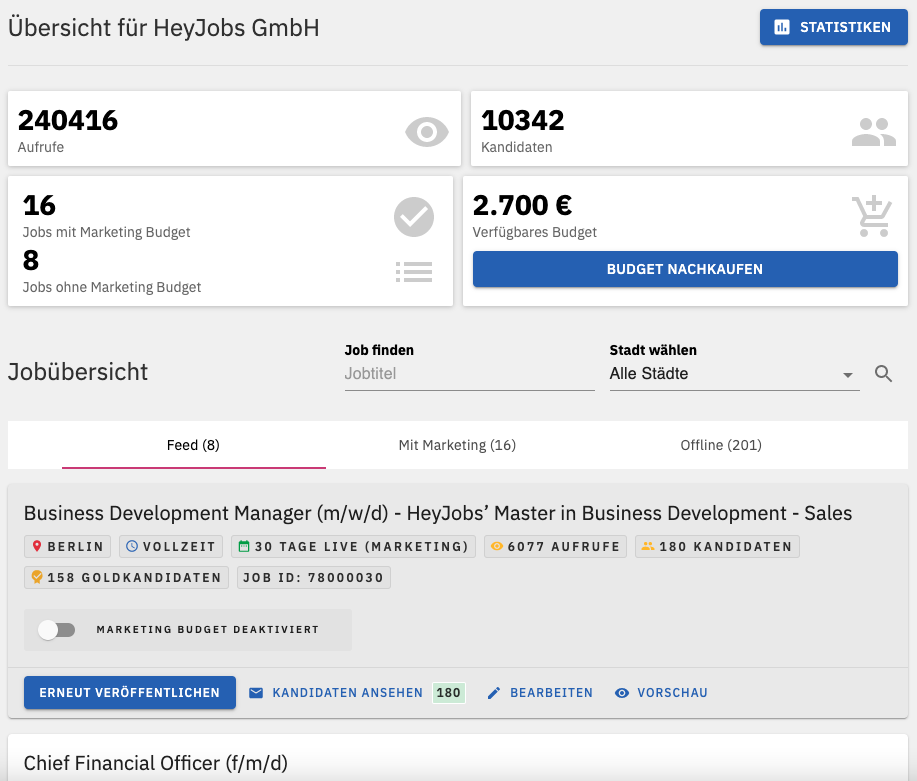 Übersicht für HeyJobs GmbH
STATISTIKEN
240416
Aufrufe
10342
Kandidaten
16
Jobs mit Marketing Budget
8
Jobs ohne Marketing Budget
2.700 €
Verfügbares Budget
BUDGET NACHKAUFEN
Jobübersicht
Job finden
Jobtitel
Stadt wählen
Alle Städte
Feed (8)
Mit Marketing (16)
Offline (201)
Business Development Manager (m/w/d) - HeyJobs’ Master in Business Development - Sales
BERLIN
VOLLZEIT
30 TAGE LIVE (MARKETING)
6077 AUFRUFE
180 KANDIDATEN
158 GOLDKANDIDATEN
JOB ID: 78000030
MARKETING BUDGET DEAKTIVIERT
ERNEUT VERÖFFENTLICHEN
KANDIDATEN ANSEHEN 180
BEARBEITEN
VORSCHAU
Chief Financial Officer (f/m/d)